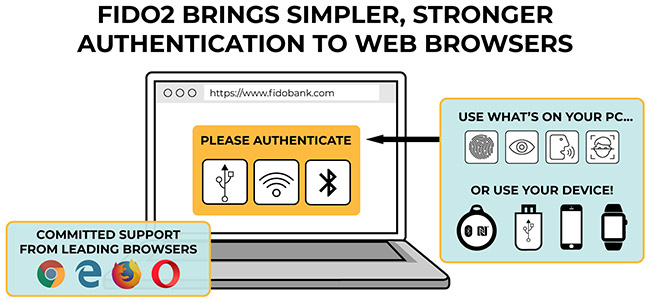 FIDO2 BRINGS SIMPLER, STRONGER
AUTHENTICATION TO WEB BROWSERS
https://www.fidobank.com
PLEASE AUTHENTICATE
USE WHAT'S ON YOUR PC...
OR USE YOUR DEVICE!
COMMITTED SUPPORT
FROM LEADING BROWSERS